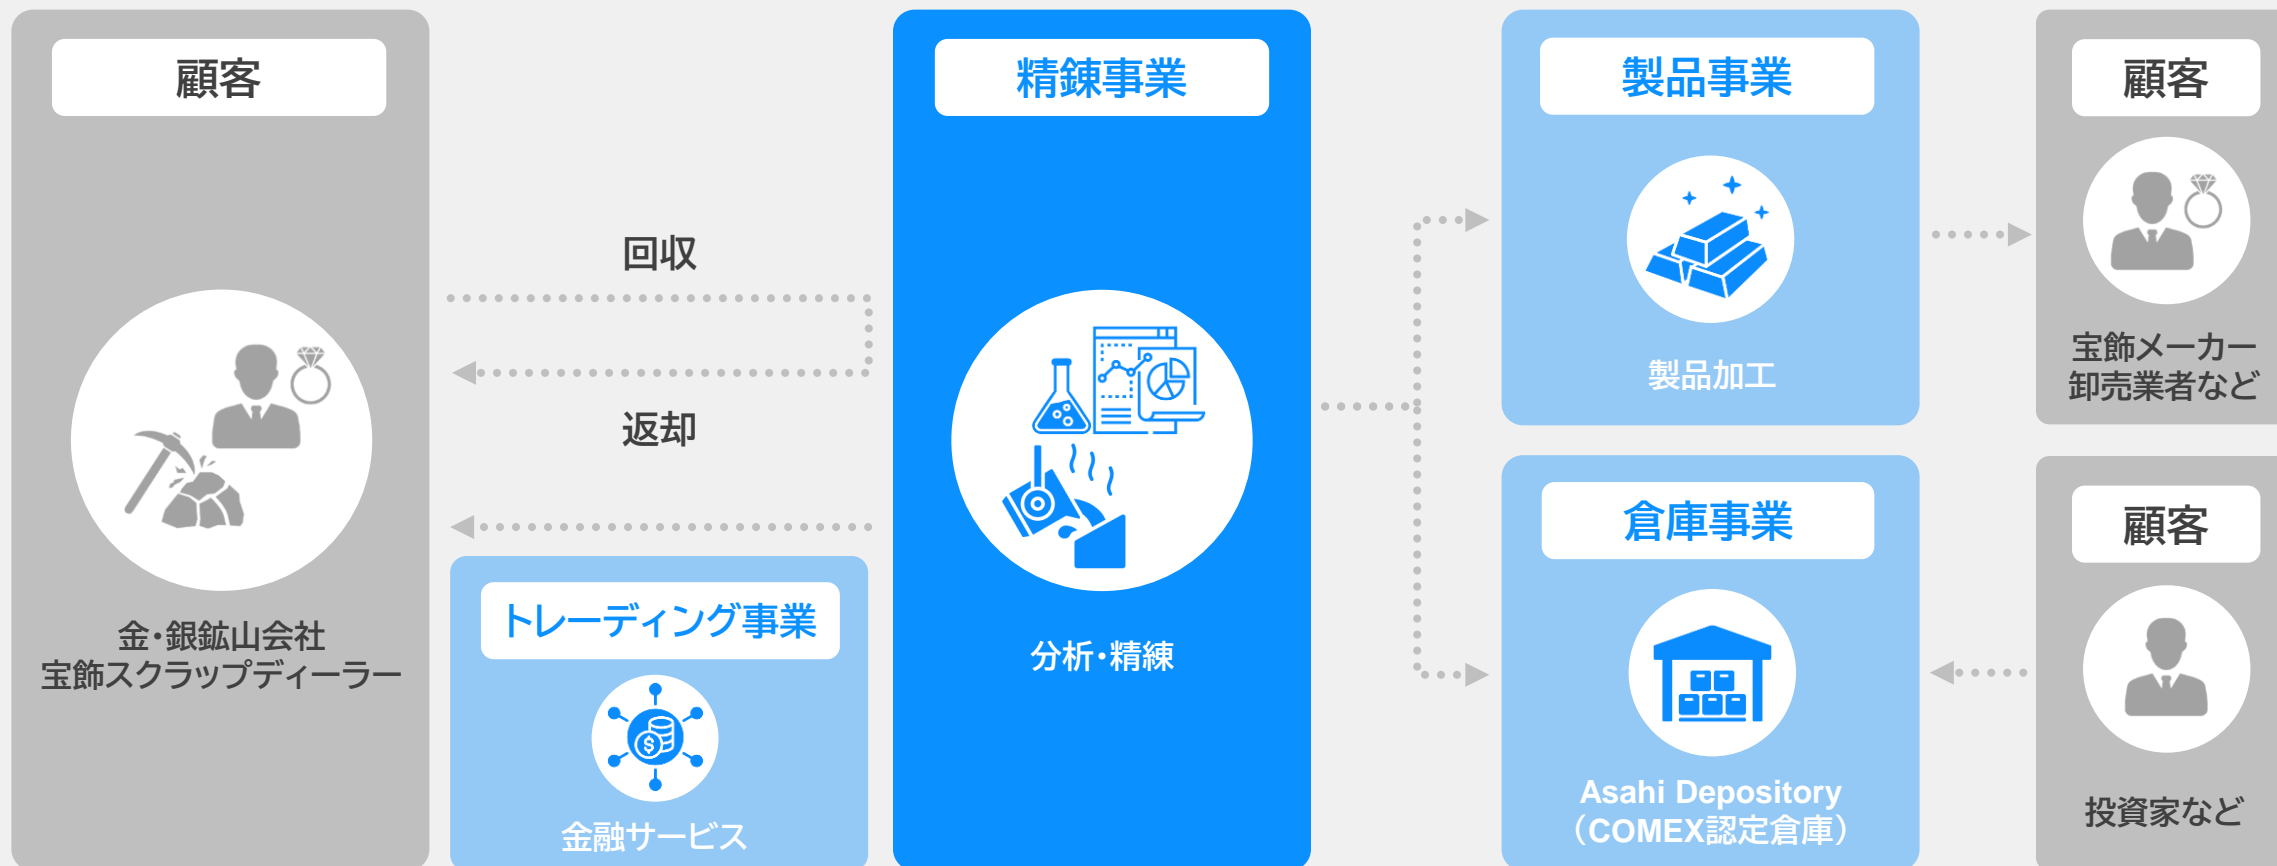 顧客
金・銀鉱山会社
宝飾スクラップディーラー
回収
返却
トレーディング事業
金融サービス
精錬事業
分析・精練
製品事業
製品加工
倉庫事業
Asahi Depository
（COMEX認定倉庫）
顧客
宝飾メーカー
卸売業者など
顧客
投資家など